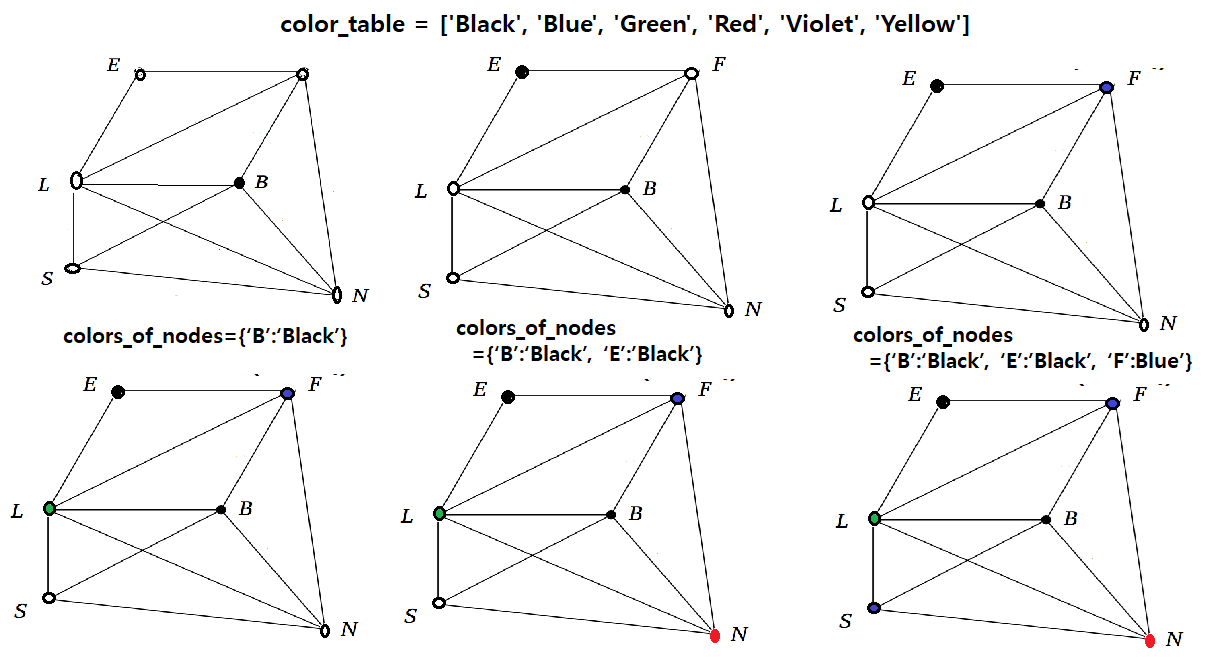 color_table = ['Black', 'Blue', 'Green', 'Red', 'Violet', 'Yellow']
E
L
B
S
N
E
F
L
B
S
N
E
F
L
B
S
N
colors_of_nodes={‘B’:’Black’}
colors_of_nodes
={‘B’:’Black’, ‘E’:’Black’}
colors_of_nodes
={‘B’:’Black’, ‘E’:’Black’, ‘F’:Blue’}
E
F
L
B
S
N
E
F
L
B
S
N
E
F
L
B
S
N